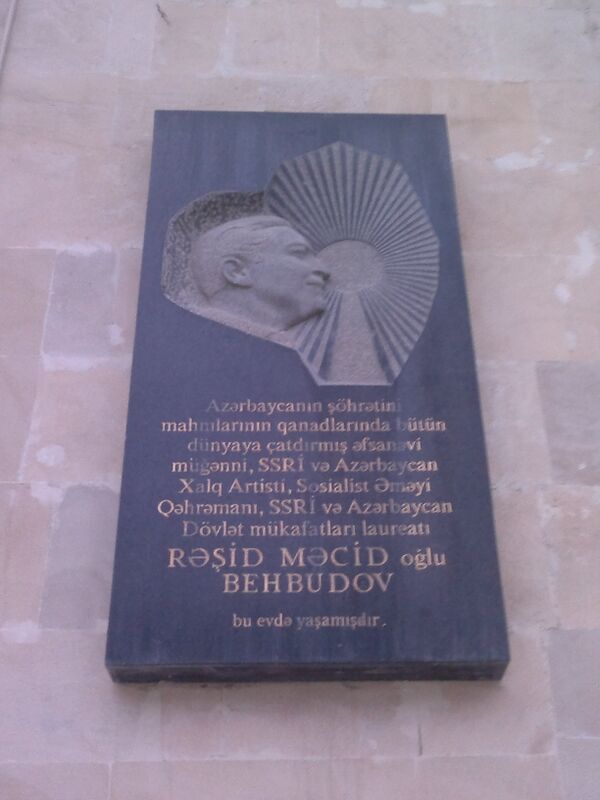 Azərbaycanın şöhrətini
mahnılarının qanadlarında bütün
dünyaya çatdırmış əfsanəvi
müğənni, SSRİ və Azərbaycan
Xalq Artisti, Sosialist Əməyi
Qəhrəmanı, SSRİ və Azərbaycan
Dövlət mükafatları laureatı
RƏŞİD MƏCİD oğlu
BEHBUDOV
bu evdə yaşamışdır.